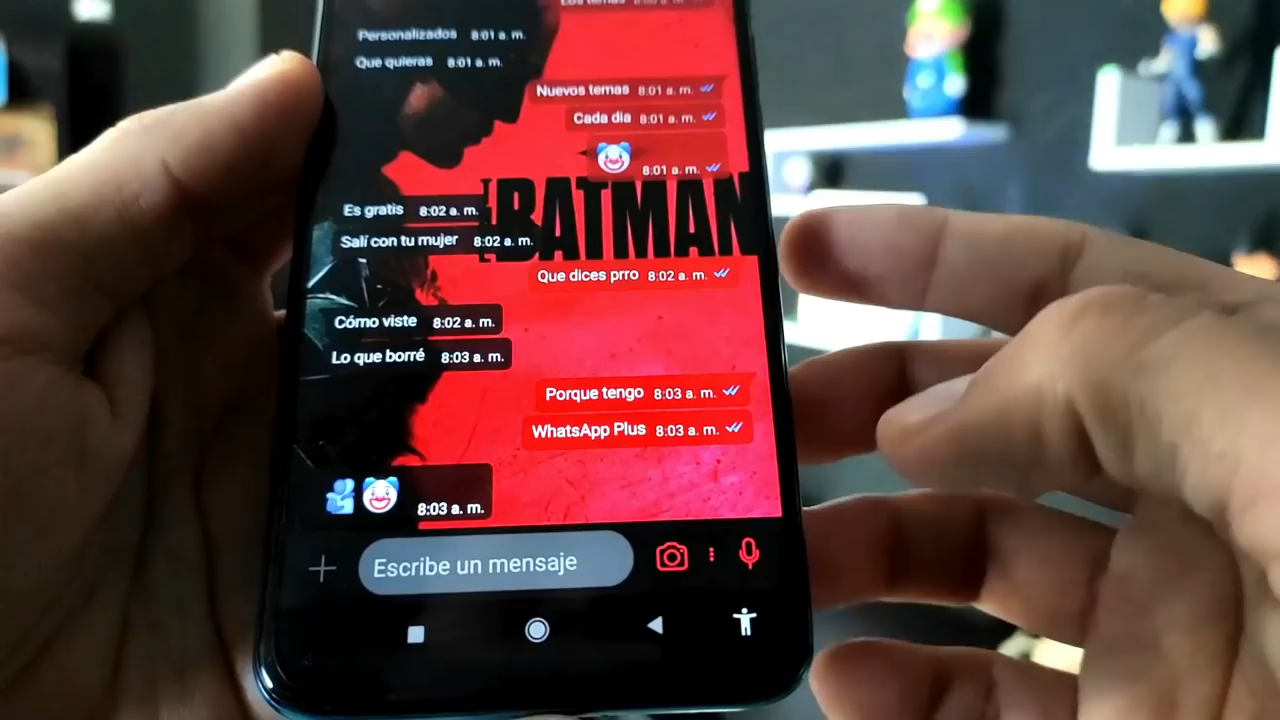 Los temas
Personalizados 8:01 a. m.
Que quieras 8:01 a. m.
Nuevos temas 8:01 a. m.
Cada dia 8:01 a. m.
8:01 a. m.
BATMAN
Es gratis 8:02 a. m.
Salí con tu mujer 8:02 a. m.
Que dices prro 8:02 a. m.
Cómo viste 8:02 a. m.
Lo que borré 8:03 a. m.
Porque tengo 8:03 a. m.
WhatsApp Plus 8:03 a. m.
8:03 a. m.
Escribe un mensaje